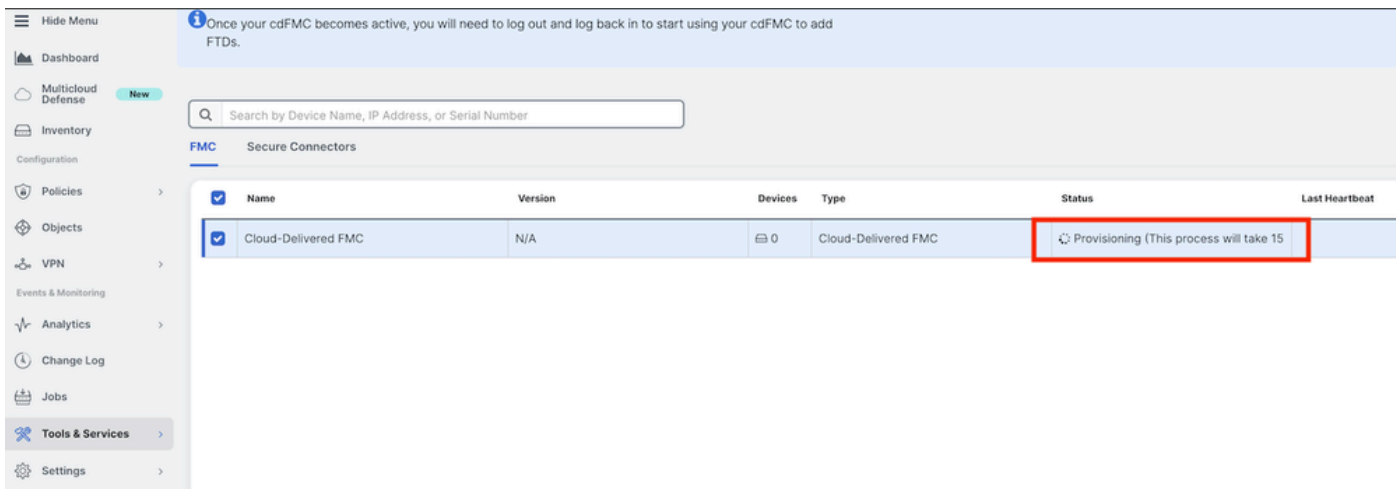 Hide Menu
Once your cdFMC becomes active, you will need to log out and log back in to start using your cdFMC to add
FTDs.
Dashboard
Multicloud
Defense
New
Inventory
Configuration
Policies
Objects
VPN
Events & Monitoring
Analytics
Change Log
Jobs
Tools & Services
Settings
Search by Device Name, IP Address, or Serial Number
FMC Secure Connectors
Name Version Devices Type Status Last Heartbeat
Cloud-Delivered FMC N/A 0 Cloud-Delivered FMC Provisioning (This process will take 15